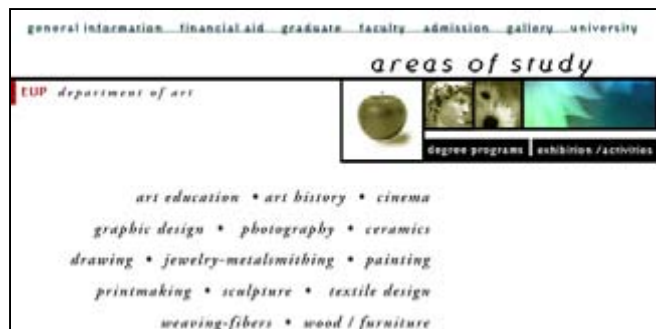 general information financial aid graduate faculty admission gallery university
areas of study
EUP department of art
degree programs exhibition / activities
art education • art history • cinema
graphic design • photography • ceramics
drawing • jewelry-metalsmithing • painting
printmaking • sculpture • textile design
weaving-fibers • wood / furniture